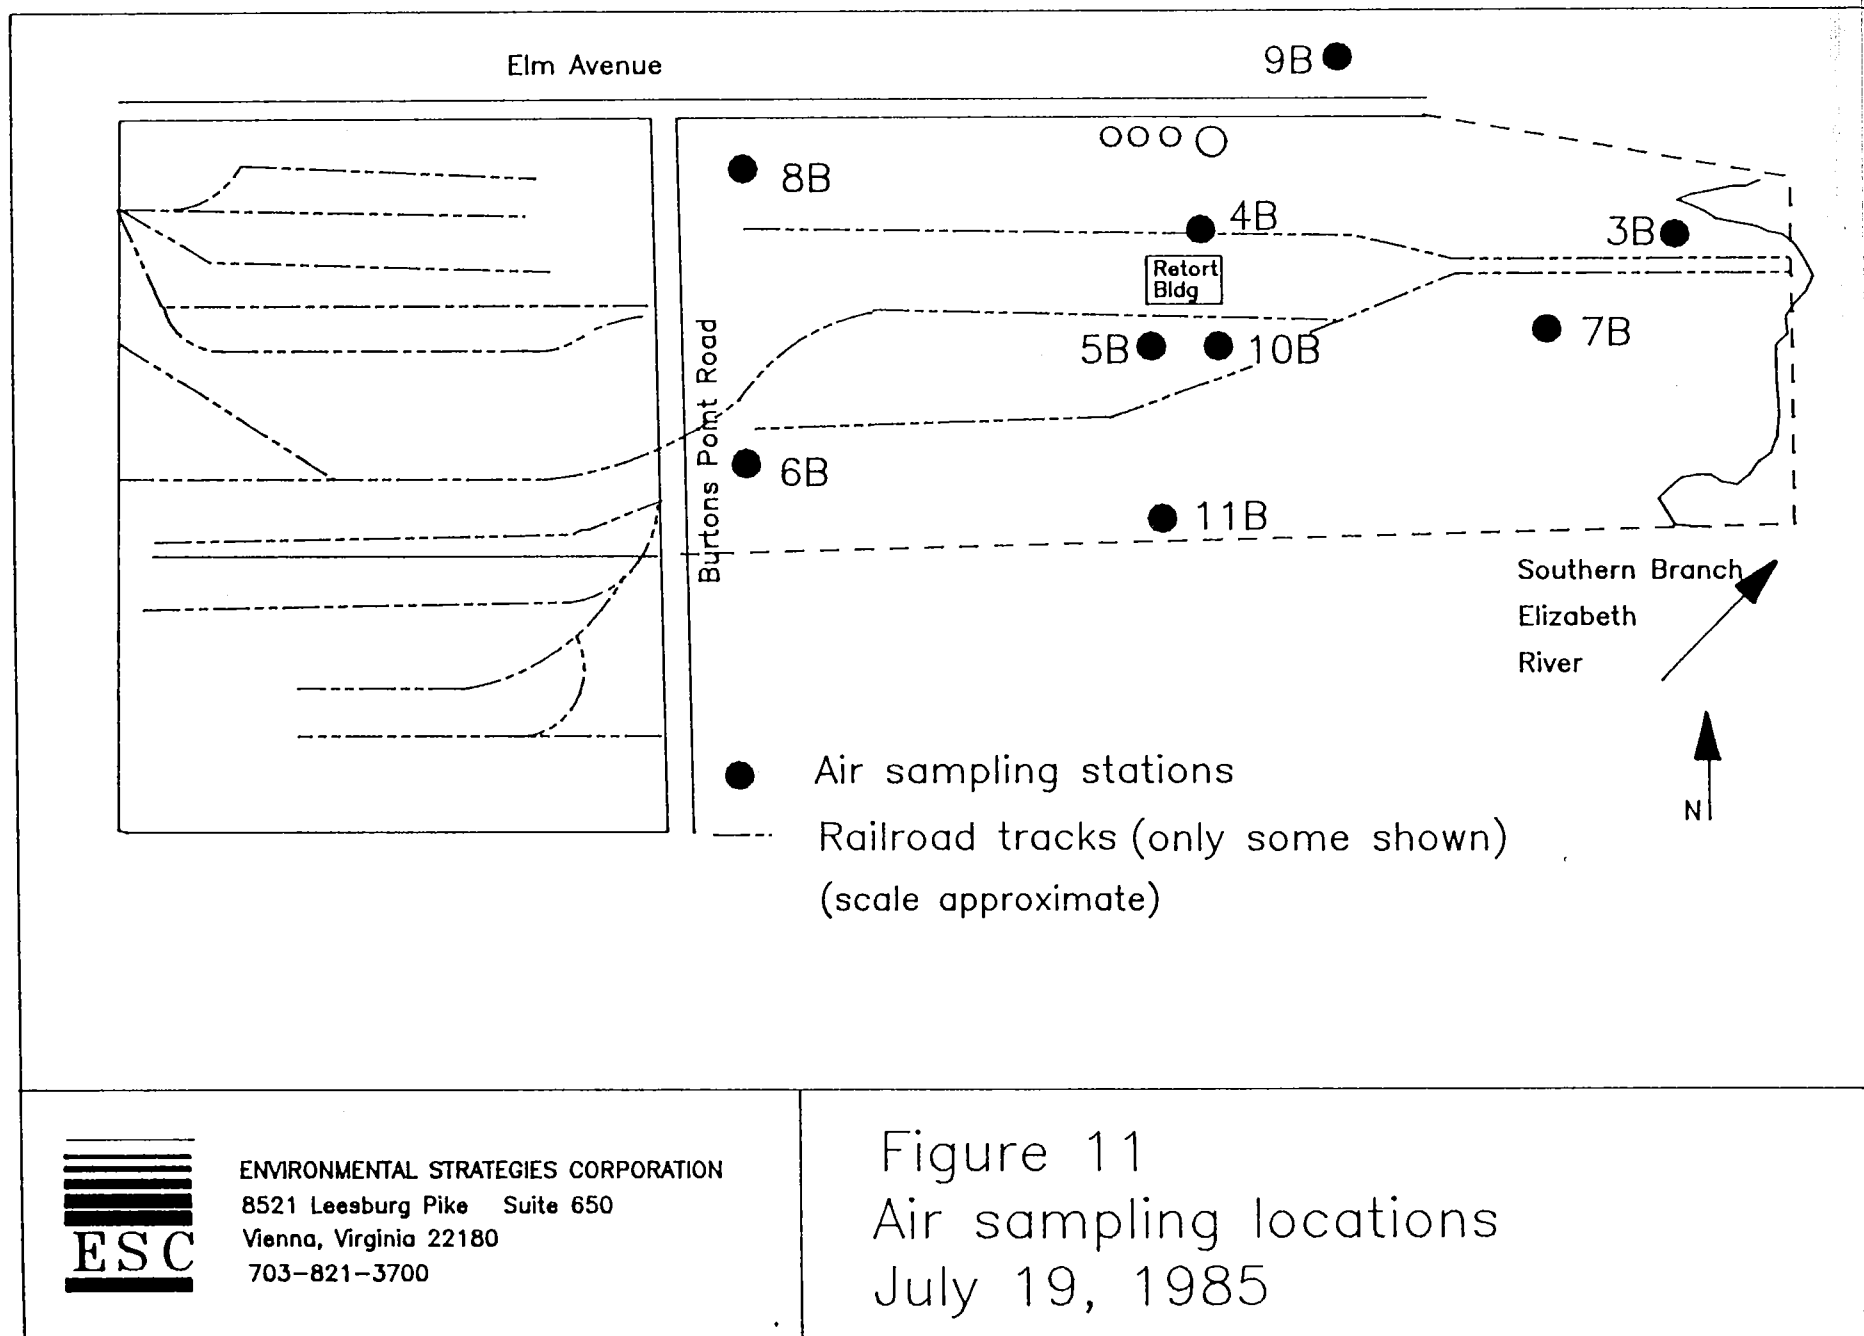 Elm Avenue
9B
8B
4B
3B
Retort
Bldg
7B
5B
10B
Burtons Point Road
6B
11B
Southern Branch
Elizabeth
River
N
Air sampling stations
Railroad tracks (only some shown)
(scale approximate)
ESC
ENVIRONMENTAL STRATEGIES CORPORATION
8521 Leesburg Pike Suite 650
Vienna, Virginia 22180
703-821-3700
Figure 11
Air sampling locations
July 19, 1985